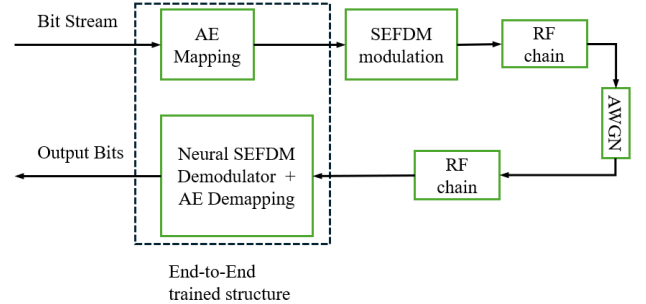 Bit Stream
AE
Mapping
SEFDM
modulation
RF
chain
AWGN
Output Bits
Neural SEFDM
Demodulator +
AE Demapping
RF
chain
End-to-End
trained structure